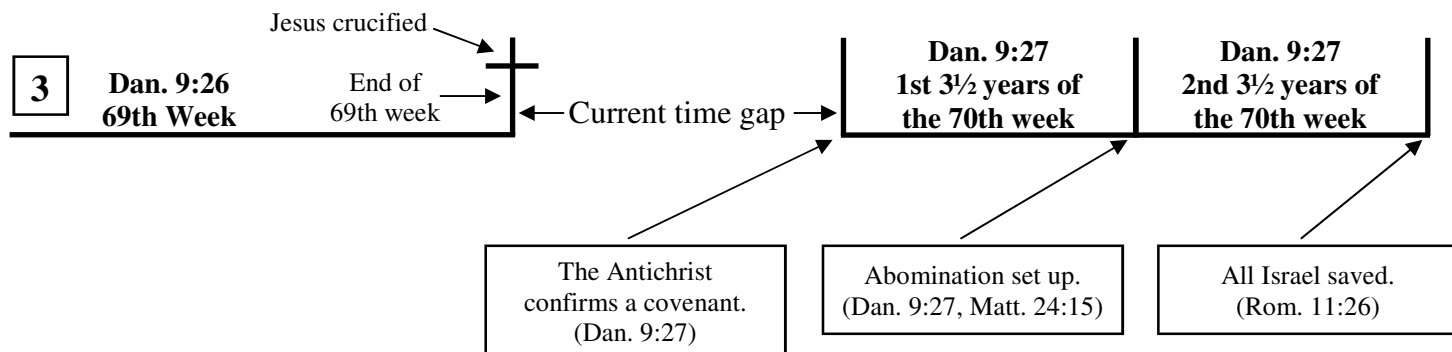 Jesus crucified
3
Dan. 9:26
69th Week
End of
69th week
Current time gap
Dan. 9:27
1st 3½ years of
the 70th week
Dan. 9:27
2nd 3½ years of
the 70th week
The Antichrist
confirms a covenant.
(Dan. 9:27)
Abomination set up.
(Dan. 9:27, Matt. 24:15)
All Israel saved.
(Rom. 11:26)